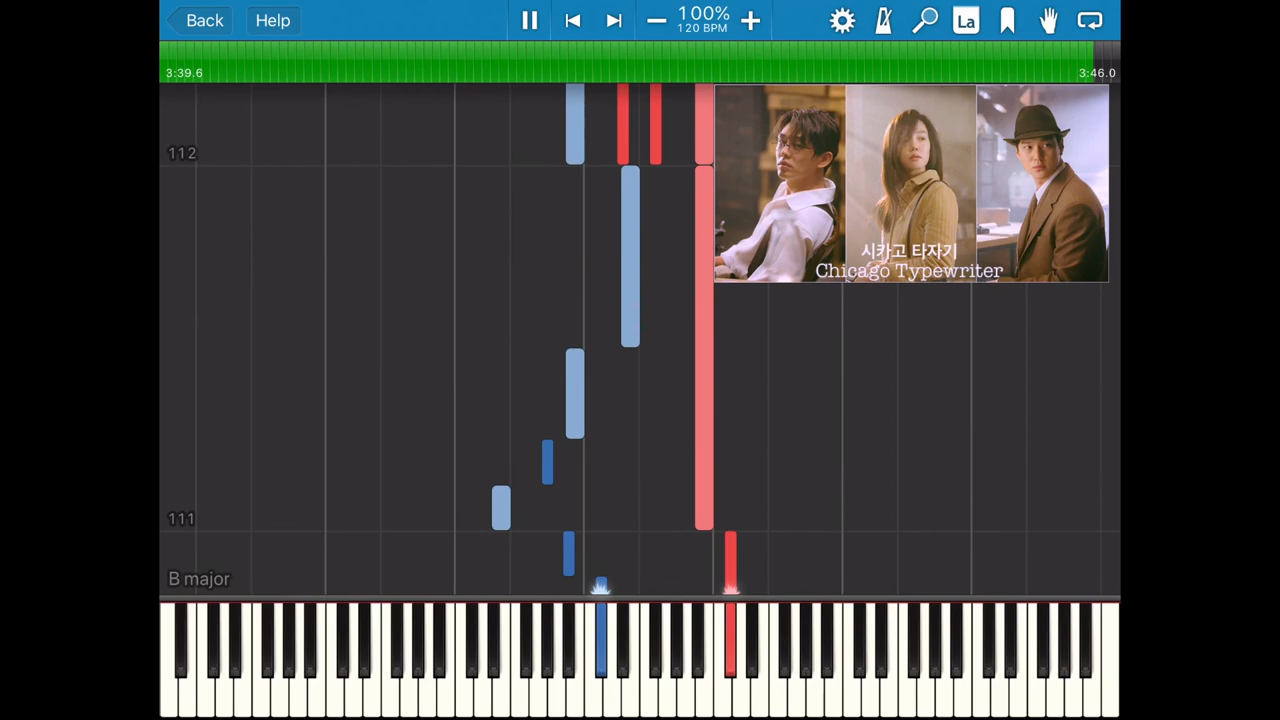 Back
Help
100%
120 BPM
La
3:39.6
3:46.0
112
시카고 타자기
Chicago Typewriter
111
B major